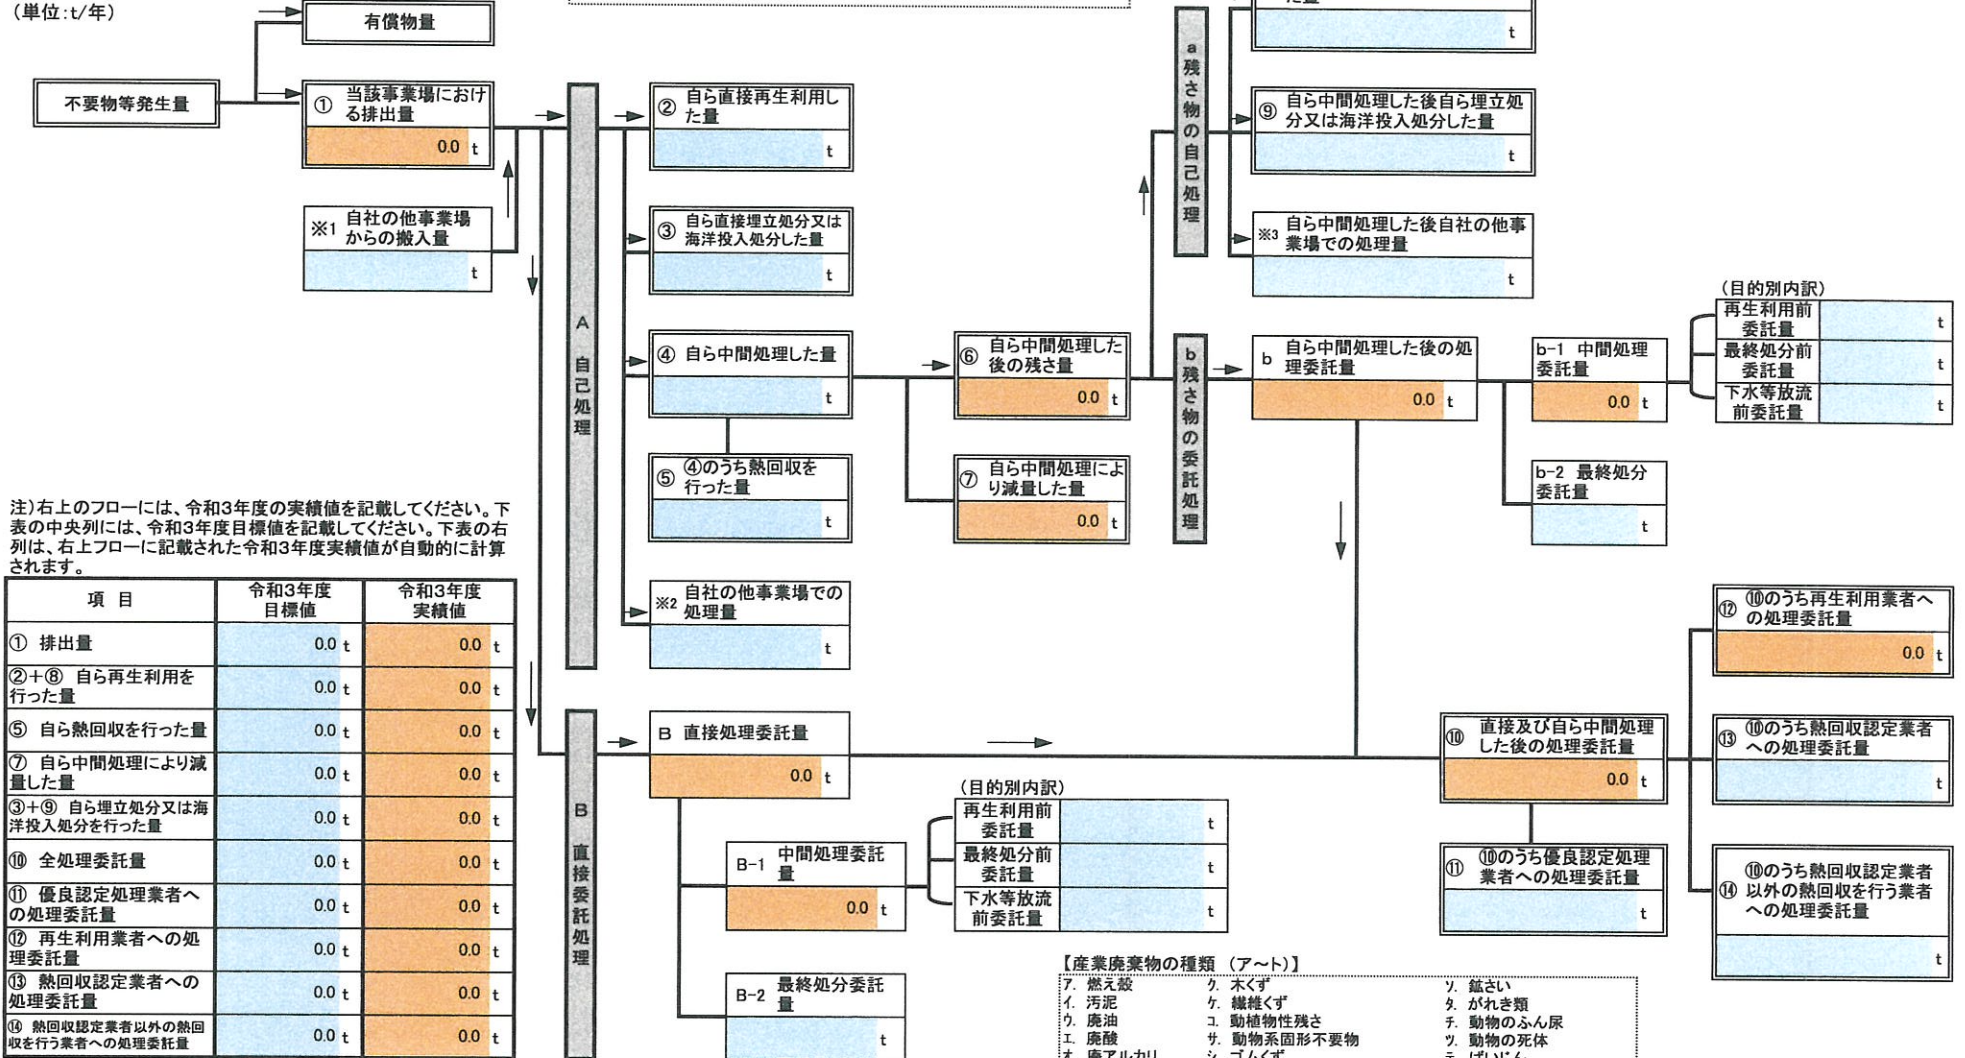 (単位:t/年)
有償物量
不要物等発生量
① 当該事業場におけ
る排出量
0.0 t
※1 自社の他事業場
からの搬入量
t
A 自己処理
② 自ら直接再生利用し
た量
t
③ 自ら直接埋立処分又は
海洋投入処分した量
t
④ 自ら中間処理した量
t
⑤ ④のうち熱回収を
行った量
t
※2 自社の他事業場での
処理量
t
⑥ 自ら中間処理した
後の残さ量
0.0 t
⑦ 自ら中間処理によ
り減量した量
0.0 t
a 残さ物の自己処理
t
⑨ 自ら中間処理した後自ら埋立処
分又は海洋投入処分した量
t
※3 自ら中間処理した後自社の他事
業場での処理量
t
b 残さ物の委託処理
b 自ら中間処理した後の処
理委託量
0.0 t
b-1 中間処理
委託量
0.0 t
b-2 最終処分
委託量
t
(目的別内訳)
再生利用前
委託量
t
最終処分前
委託量
t
下水等放流
前委託量
t
注)右上のフローには、令和3年度の実績値を記載してください。下
表の中央列には、令和3年度目標値を記載してください。下表の右
列は、右上フローに記載された令和3年度実績値が自動的に計算
されます。
項 目 令和3年度
目標値 令和3年度
実績値
① 排出量 0.0 t 0.0 t
②+⑧ 自ら再生利用を
行った量 0.0 t 0.0 t
⑤ 自ら熱回収を行った量 0.0 t 0.0 t
⑦ 自ら中間処理により減
量した量 0.0 t 0.0 t
③+⑨ 自ら埋立処分又は海
洋投入処分を行った量 0.0 t 0.0 t
⑩ 全処理委託量 0.0 t 0.0 t
⑪ 優良認定処理業者へ
の処理委託量 0.0 t 0.0 t
⑫ 再生利用業者への処
理委託量 0.0 t 0.0 t
⑬ 熱回収認定業者への
処理委託量 0.0 t 0.0 t
⑭ 熱回収認定業者以外の熱回
収を行う業者への処理委託量 0.0 t 0.0 t
B 直接委託処理
B 直接処理委託量
0.0 t
B-1 中間処理委託
量
0.0 t
B-2 最終処分委託
量
t
(目的別内訳)
再生利用前
委託量
t
最終処分前
委託量
t
下水等放流
前委託量
t
⑩ 直接及び自ら中間処理
した後の処理委託量
0.0 t
⑪ ⑩のうち優良認定処理
業者への処理委託量
t
⑫ ⑩のうち再生利用業者へ
の処理委託量
0.0 t
⑬ ⑩のうち熱回収認定業者
への処理委託量
t
⑭ ⑩のうち熱回収認定業者
以外の熱回収を行う業者
への処理委託量
t
【産業廃棄物の種類 (ア~ト)】
ア. 燃え殻 ク. 木くず ソ. 鉱さい
イ. 汚泥 ケ. 繊維くず タ. がれき類
ウ. 廃油 コ. 動植物性残さ チ. 動物のふん尿
エ. 廃酸 サ. 動物系固形不要物 ツ. 動物の死体
オ. 廃アルカリ シ. ゴムくず テ. ばいじん